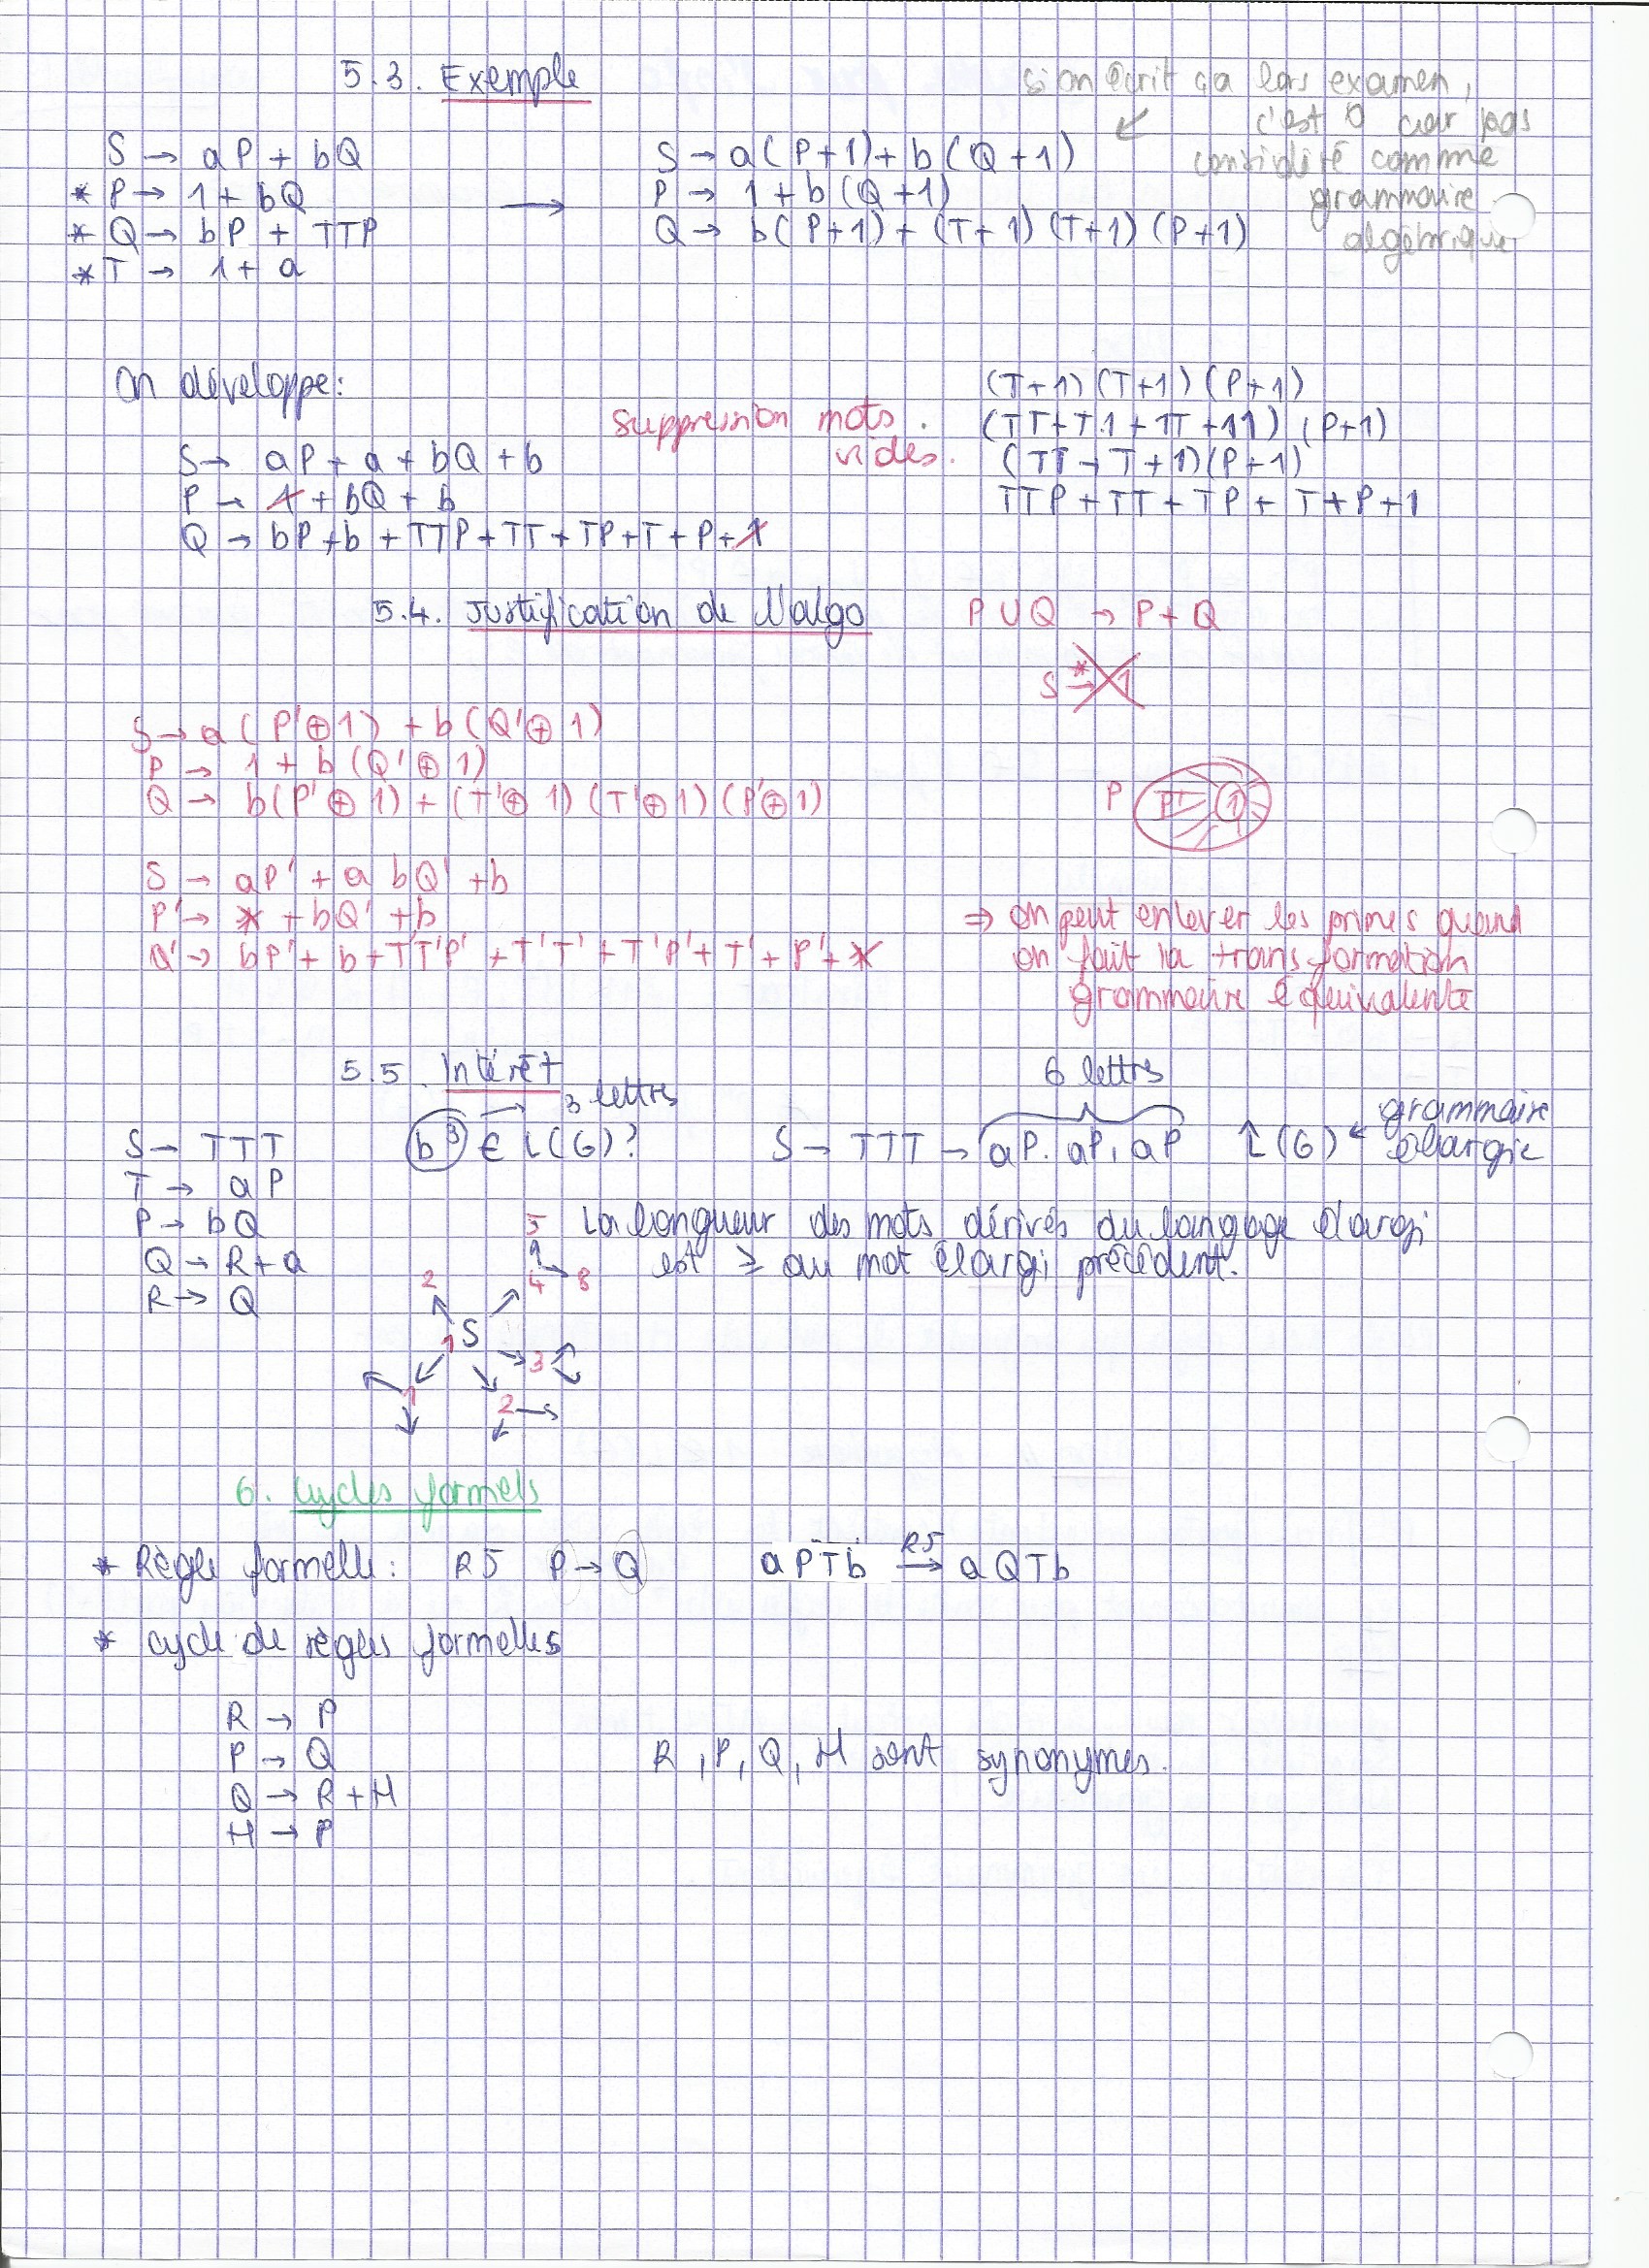 5.3. Exemple
si on écrit ça lors examen,
c'est 0 car pas
considéré comme
grammaire
algébrique
S → aP + bQ
* P → 1 + bQ
* Q → bP + TTP
* T → 1 + a
→
S → a(P+1) + b(Q+1)
P → 1 + b(Q+1)
Q → b(P+1) + (T+1)(T+1)(P+1)
On développe:
suppression mots
vides.
S → aP + a + bQ + b
P → 1 + bQ + b
Q → bP + b + TTP + TT + TP + T + P + 1
(T+1)(T+1)(P+1)
(TT + T1 + 1T + 11)(P+1)
(TT + T + 1)(P+1)
TTP + TT + TP + T + P + 1
5.4. Justification de l'algo
P U Q → P + Q
S →* 1
S → a(P'⊕1) + b(Q'⊕1)
P → 1 + b(Q'⊕1)
Q → b(P'⊕1) + (T'⊕1)(T'⊕1)(P'⊕1)
P P' 1
S → aP' + a bQ' + b
P' → 1 + bQ' + b
Q' → bP' + b + TT'P' + T'T' + T'P' + T' + P' + 1
⇒ on peut enlever les primes quand
on fait la transformation
grammaire équivalente
5.5. Intérêt
S → TTT
T → aP
P → bQ
Q → R + a
R → Q
3 lettres
b³ ∈ L(G)?
6 lettres
S → TTT → aP. aP. aP
L(G) ← grammaire
élargie
La longueur des mots dérivés du langage élargi
est ≥ au mot élargi précédent.
5
2 4 8
1 S
3
1
2
6. Cycles formels
* Règle formelle: R5 P → Q aPTb R5→ aQTb
* cycle de règles formelles
R → P
P → Q
Q → R + H
H → P
R, P, Q, H sont synonymes.